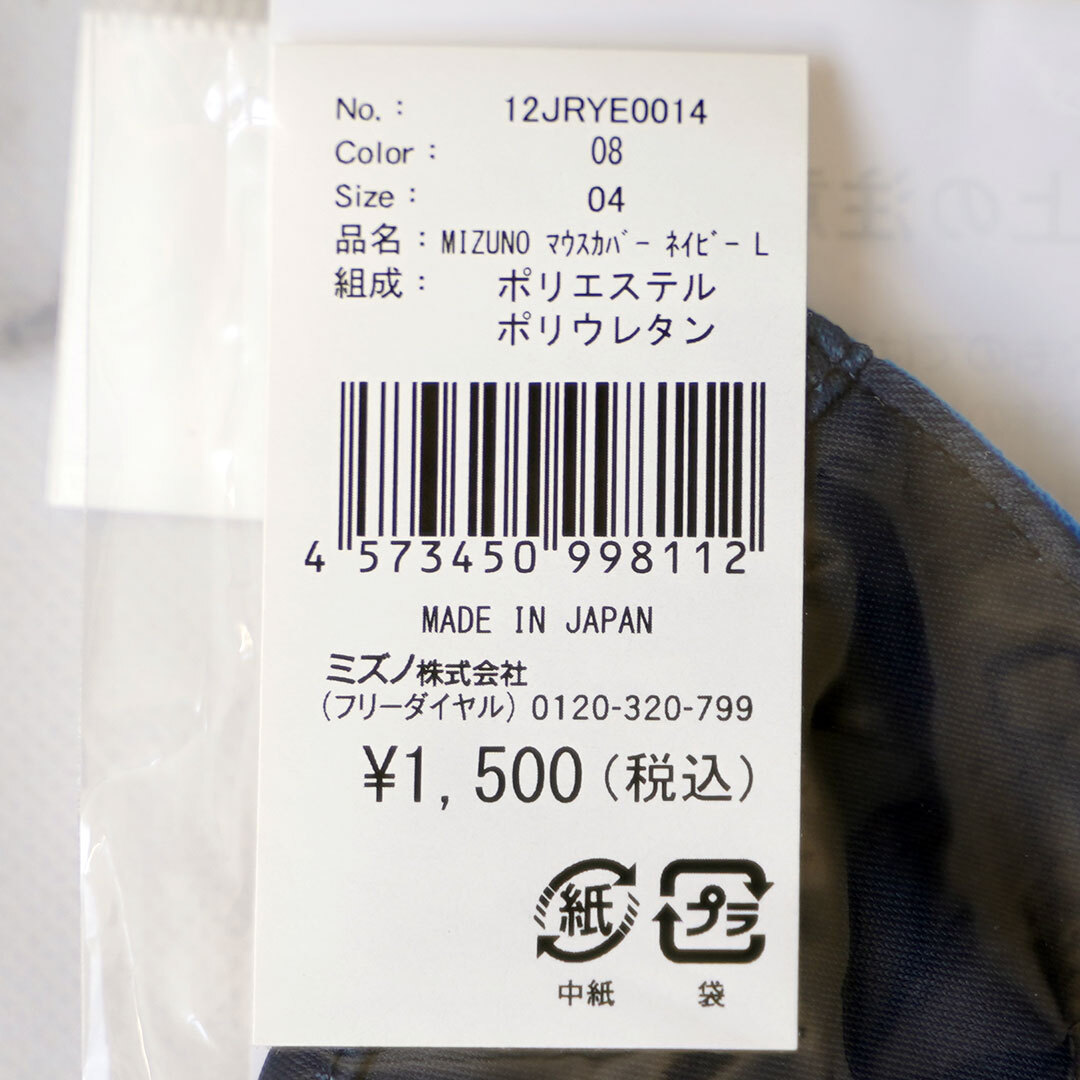 No. : 12JRYE0014
Color : 08
Size : 04
品名 : MIZUNO ﾏｳｽｶﾊﾞｰ ﾈｲﾋﾞｰ L
組成 : ポリエステル
ポリウレタン
4 573450 998112
MADE IN JAPAN
ミズノ株式会社
(フリーダイヤル) 0120-320-799
¥1,500(税込)
紙 プラ
中紙 袋
上の注